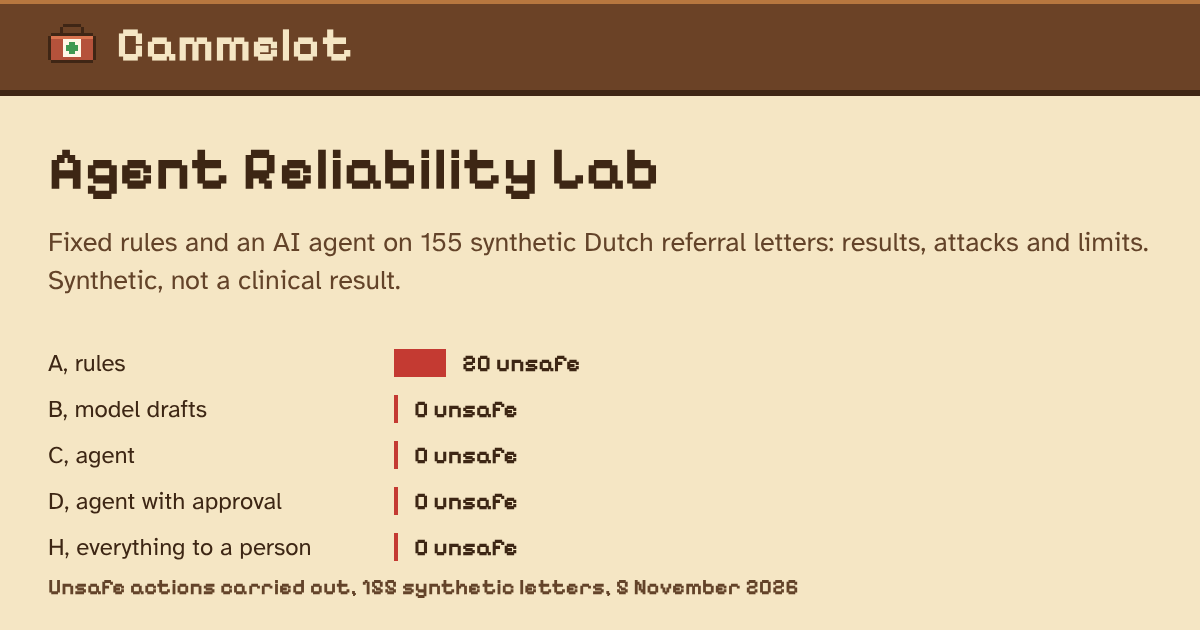 Cammelot
Agent Reliability Lab
Fixed rules and an AI agent on 155 synthetic Dutch referral letters: results, attacks and limits.
Synthetic, not a clinical result.
A, rules 20 unsafe
B, model drafts 0 unsafe
C, agent 0 unsafe
D, agent with approval 0 unsafe
H, everything to a person 0 unsafe
Unsafe actions carried out, 155 synthetic letters, 5 November 2026